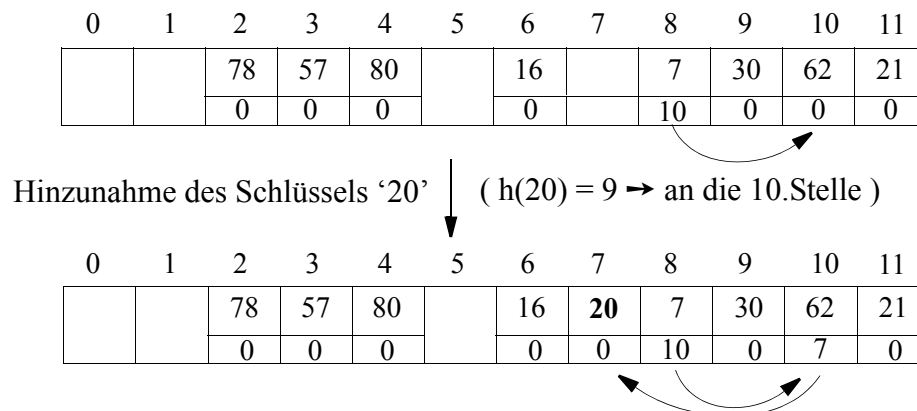 0 1 2 3 4 5 6 7 8 9 10 11
78 57 80 16 7 30 62 21
0 0 0 0 10 0 0 0
Hinzunahme des Schlüssels ‘20’ ( h(20) = 9 → an die 10.Stelle )
0 1 2 3 4 5 6 7 8 9 10 11
78 57 80 16 20 7 30 62 21
0 0 0 0 0 10 0 7 0